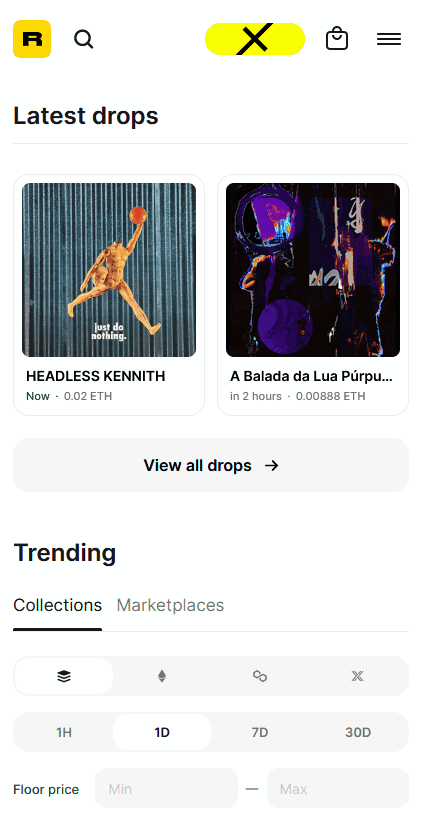 R
Latest drops
just do
nothing.
HEADLESS KENNITH
Now · 0.02 ETH
A Balada da Lua Púrpu...
in 2 hours · 0.00888 ETH
View all drops →
Trending
Collections Marketplaces
1H 1D 7D 30D
Floor price Min — Max